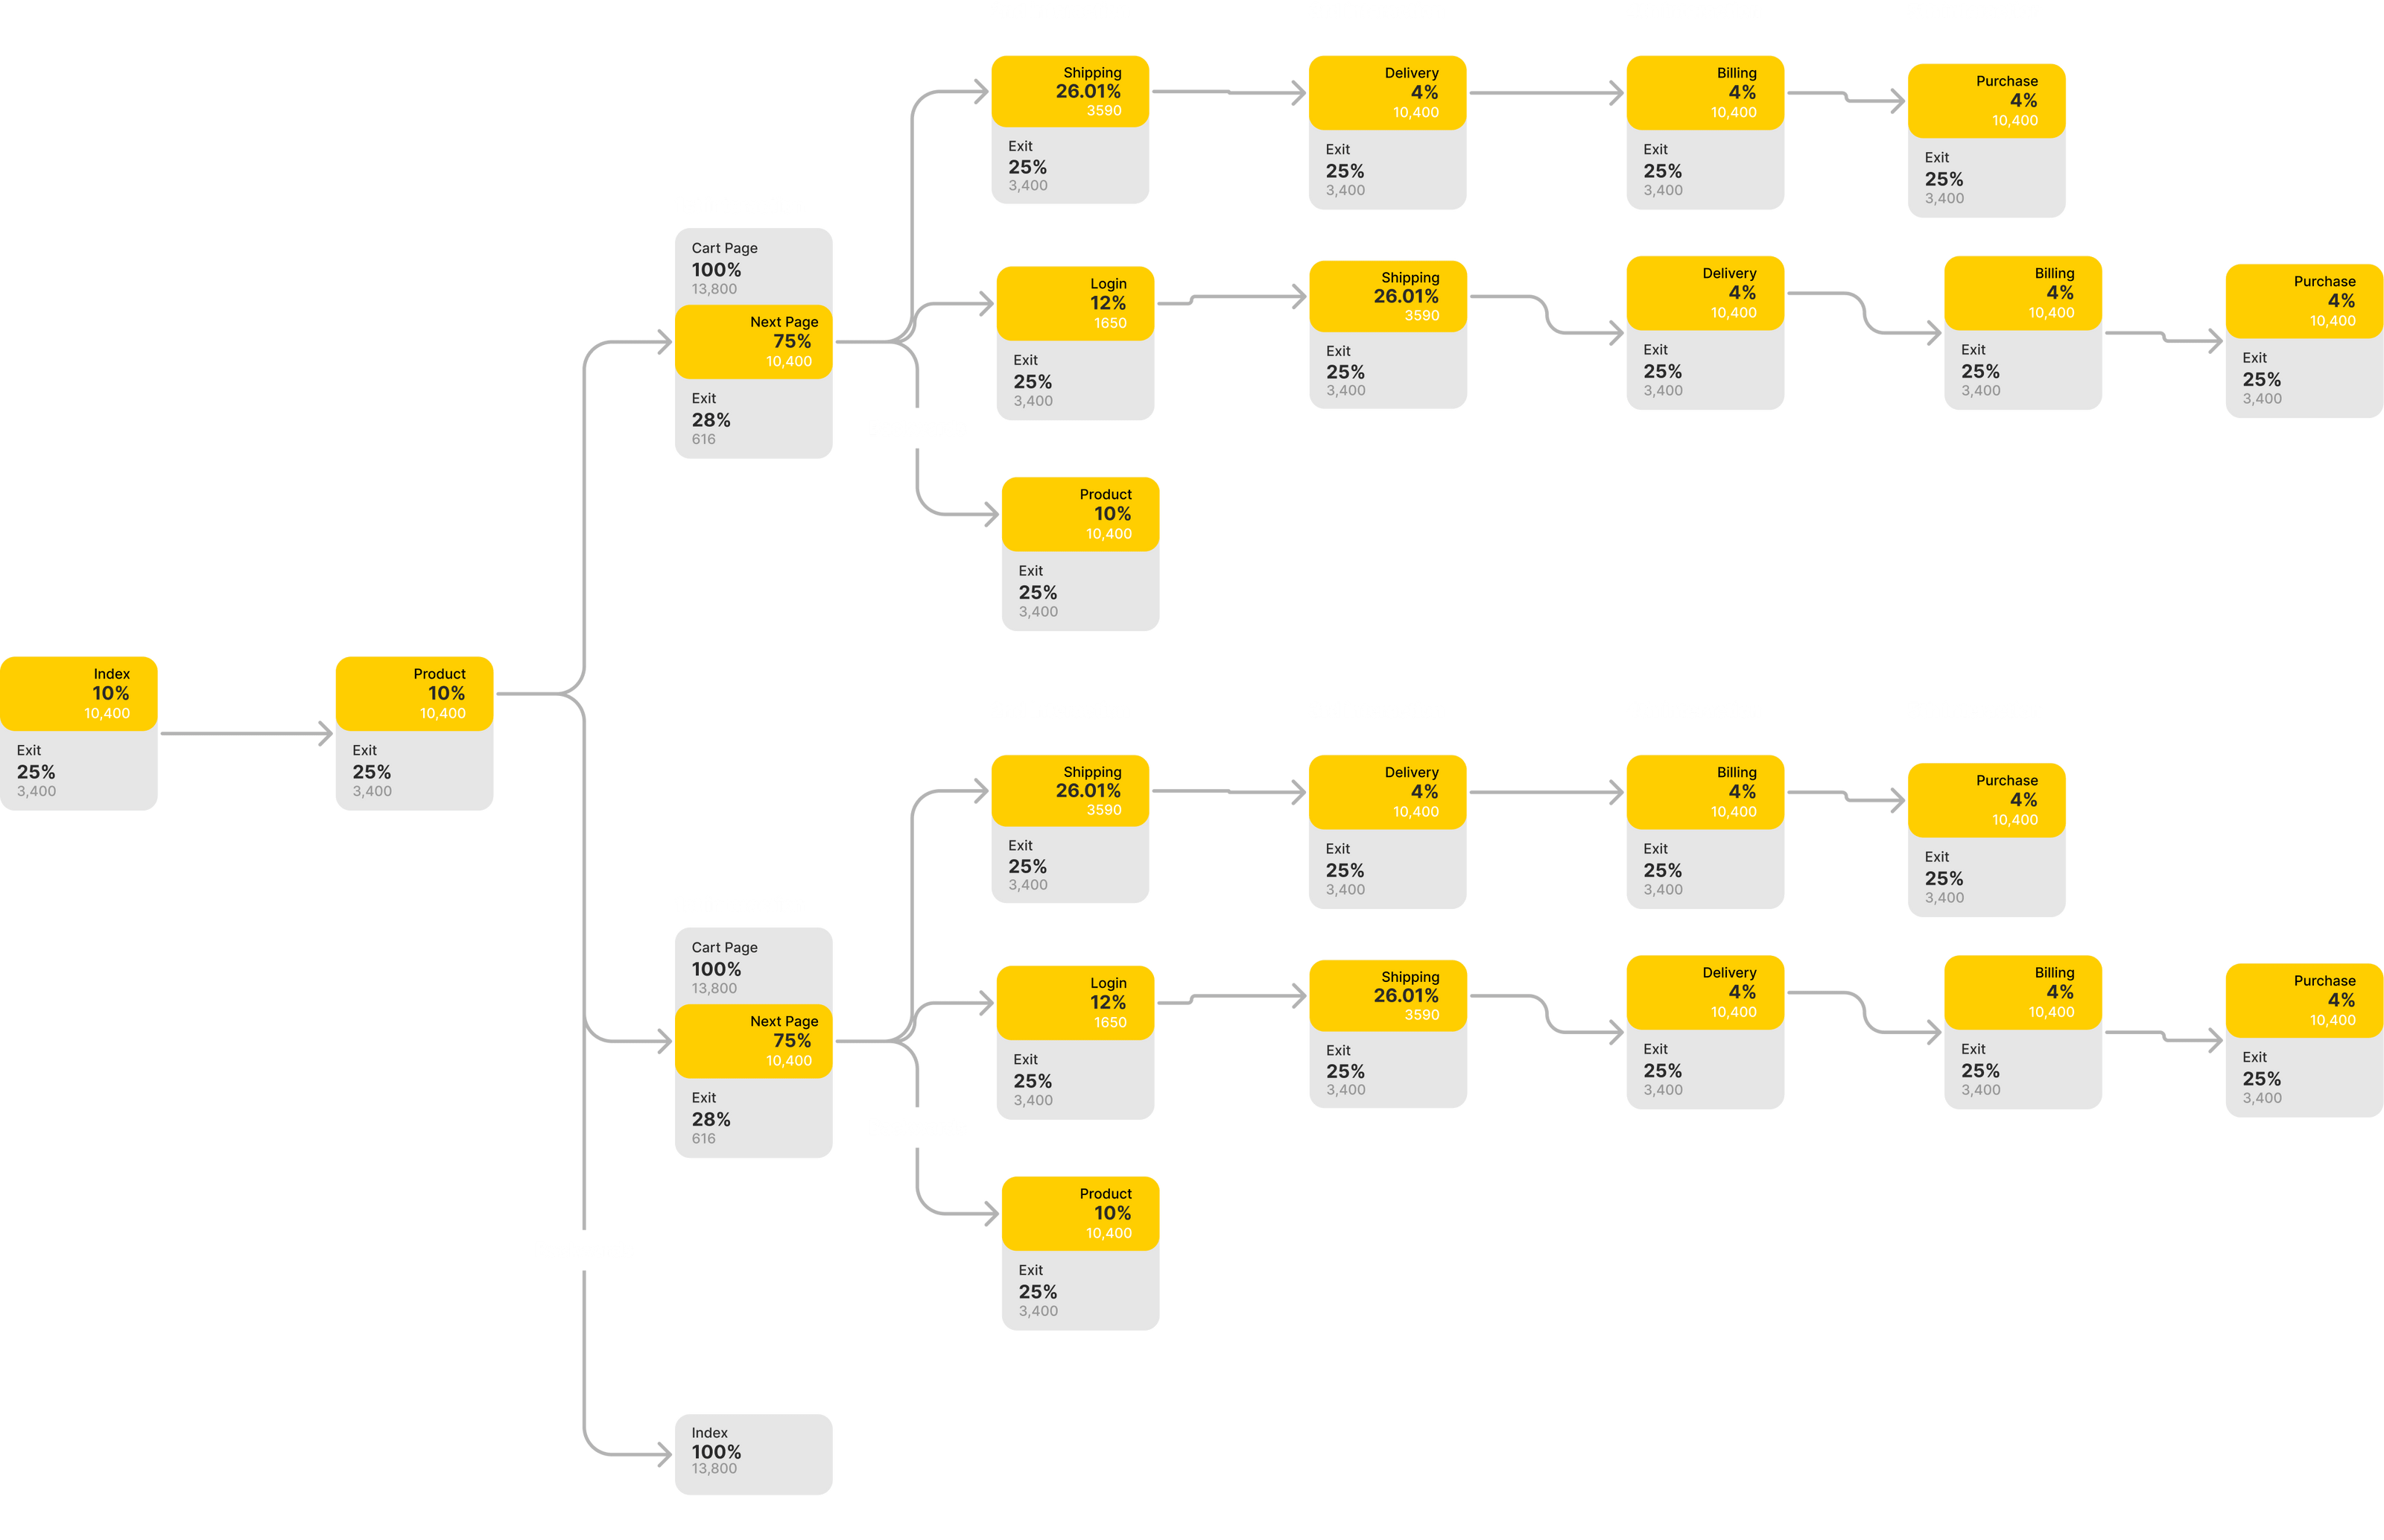 Shipping
26.01%
3590
Exit
25%
3,400
Delivery
4%
10,400
Exit
25%
3,400
Billing
4%
10,400
Exit
25%
3,400
Purchase
4%
10,400
Exit
25%
3,400
Cart Page
100%
13,800
Next Page
75%
10,400
Exit
28%
616
Login
12%
1650
Exit
25%
3,400
Shipping
26.01%
3590
Exit
25%
3,400
Delivery
4%
10,400
Exit
25%
3,400
Billing
4%
10,400
Exit
25%
3,400
Purchase
4%
10,400
Exit
25%
3,400
Product
10%
10,400
Exit
25%
3,400
Index
10%
10,400
Exit
25%
3,400
Product
10%
10,400
Exit
25%
3,400
Shipping
26.01%
3590
Exit
25%
3,400
Delivery
4%
10,400
Exit
25%
3,400
Billing
4%
10,400
Exit
25%
3,400
Purchase
4%
10,400
Exit
25%
3,400
Cart Page
100%
13,800
Next Page
75%
10,400
Exit
28%
616
Login
12%
1650
Exit
25%
3,400
Shipping
26.01%
3590
Exit
25%
3,400
Delivery
4%
10,400
Exit
25%
3,400
Billing
4%
10,400
Exit
25%
3,400
Purchase
4%
10,400
Exit
25%
3,400
Product
10%
10,400
Exit
25%
3,400
Index
100%
13,800